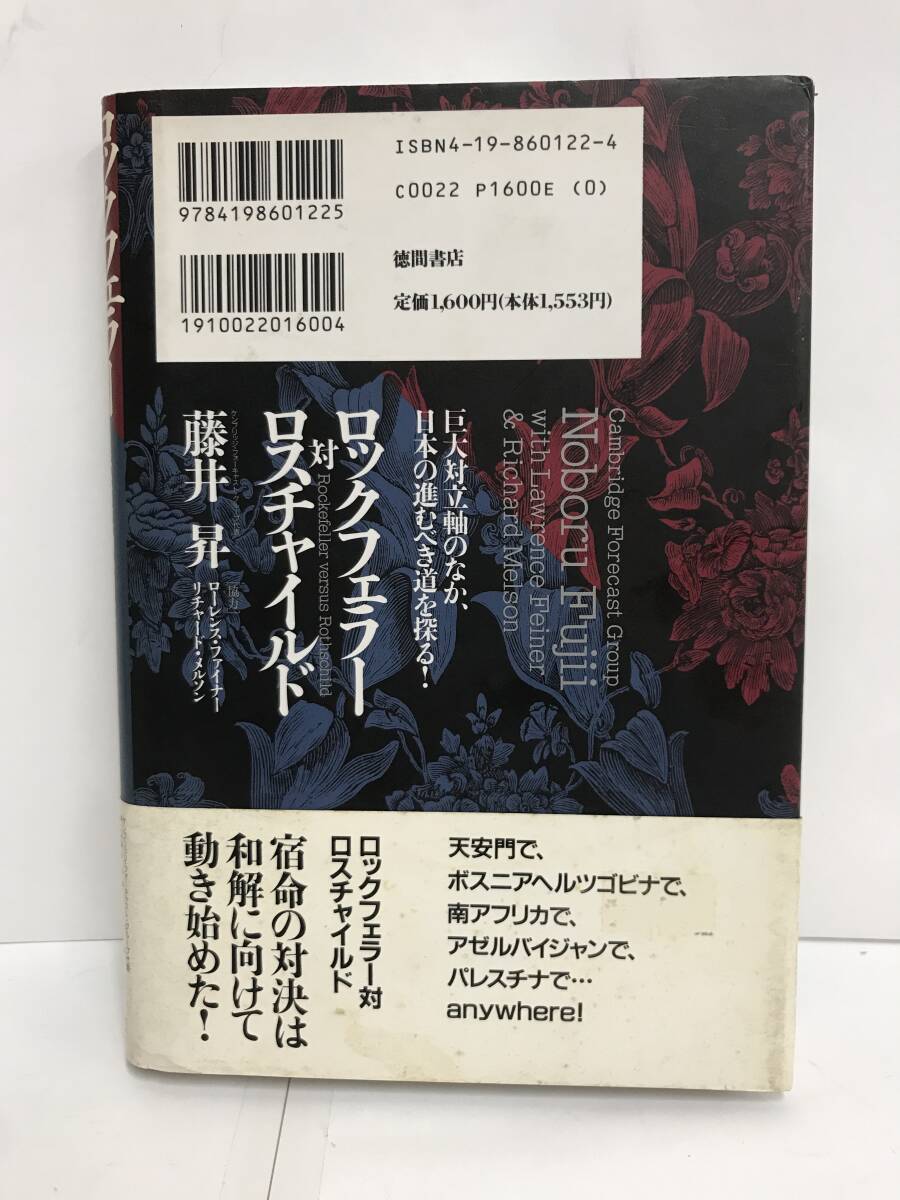 ロックフェラー
ISBN4-19-860122-4
C0022 P1600E (0)
9784198601225
徳間書店
定価1,600円(本体1,553円)
1910022016004
Cambridge Forecast Group
Noboru Fujii
with Lawrence Feiner
& Richard Melson
巨大対立軸のなか、
日本の進むべき道を探る!
ロックフェラー
対
Rockefeller versus Rothschild
ロスチャイルド
藤井 昇
協力
ローレンス・ファイナー
リチャード・メルソン
天安門で、
ボスニアヘルツゴビナで、
南アフリカで、
アゼルバイジャンで、
パレスチナで…
anywhere!
ロックフェラー対
ロスチャイルド
宿命の対決は
和解に向けて
動き始めた!